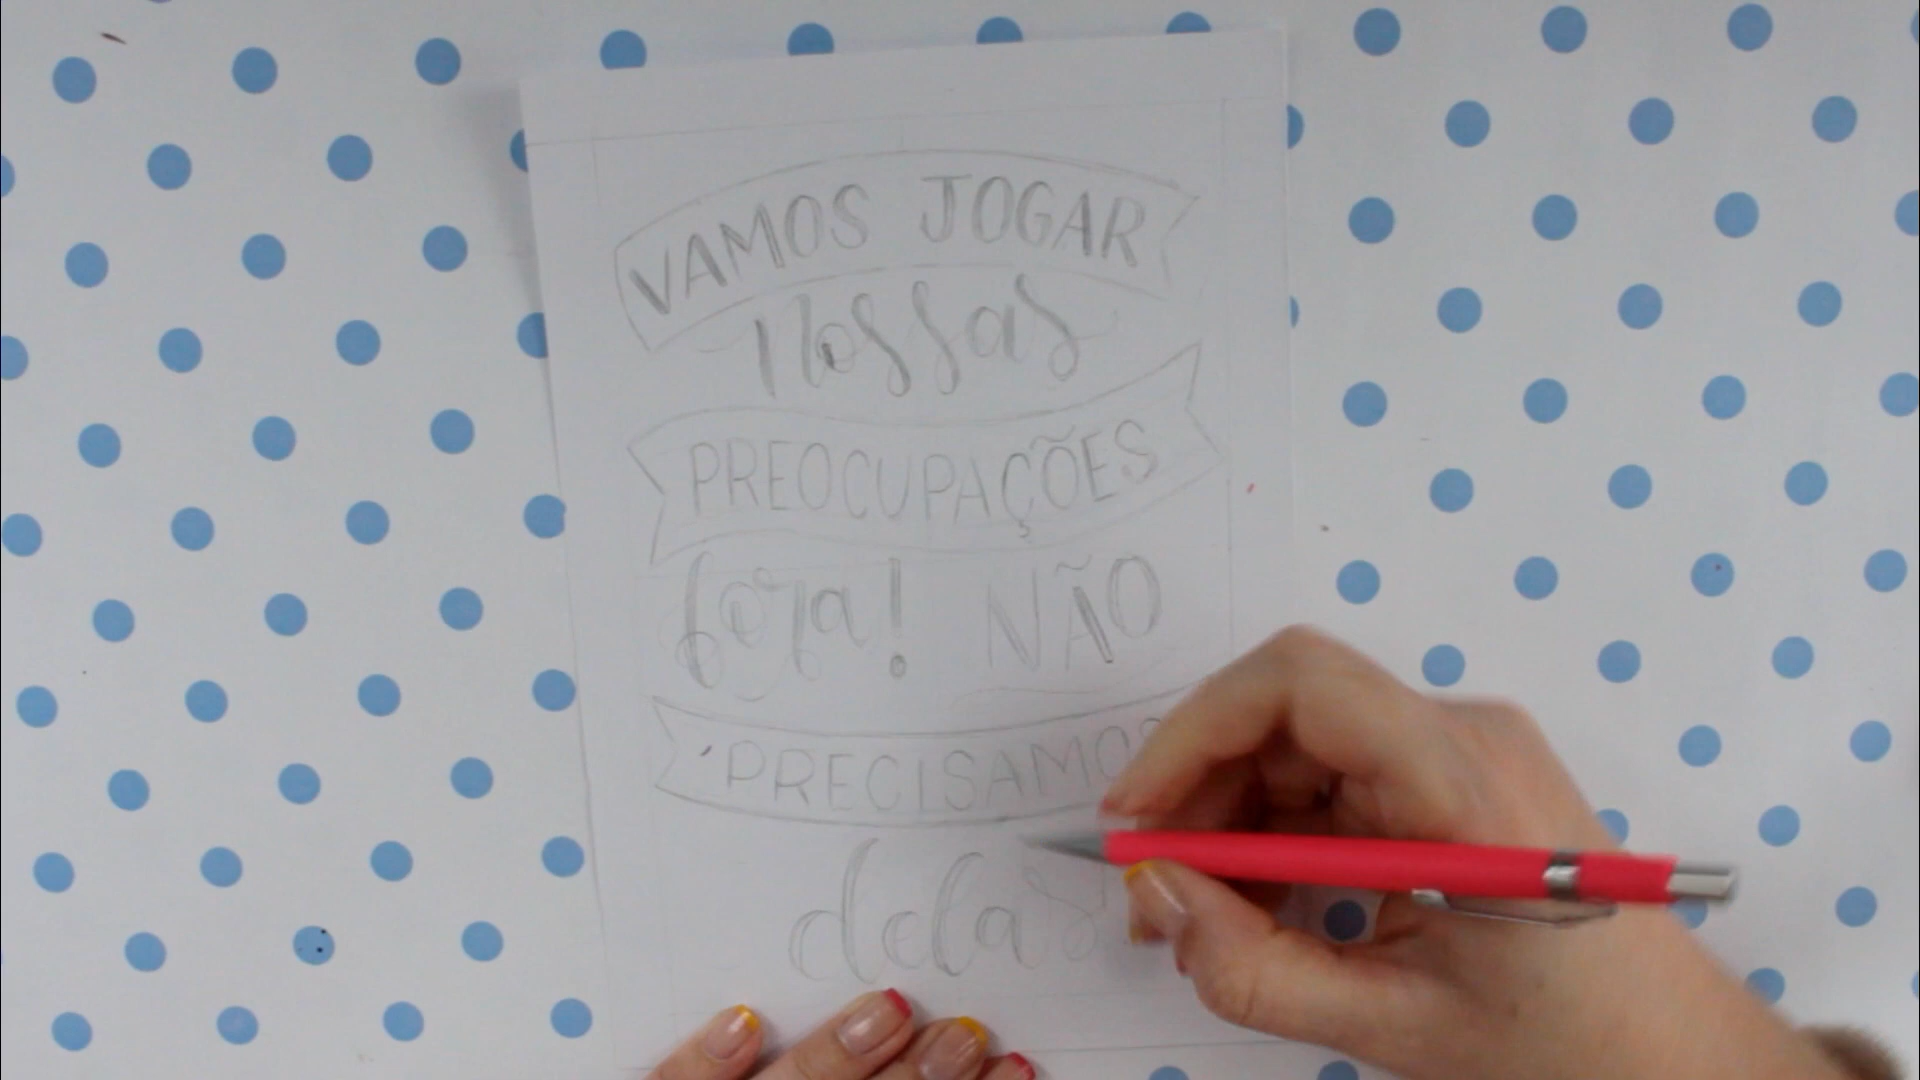 VAMOS JOGAR
Nossas
PREOCUPAÇÕES
fora! NÃO
PRECISAMOS
delas